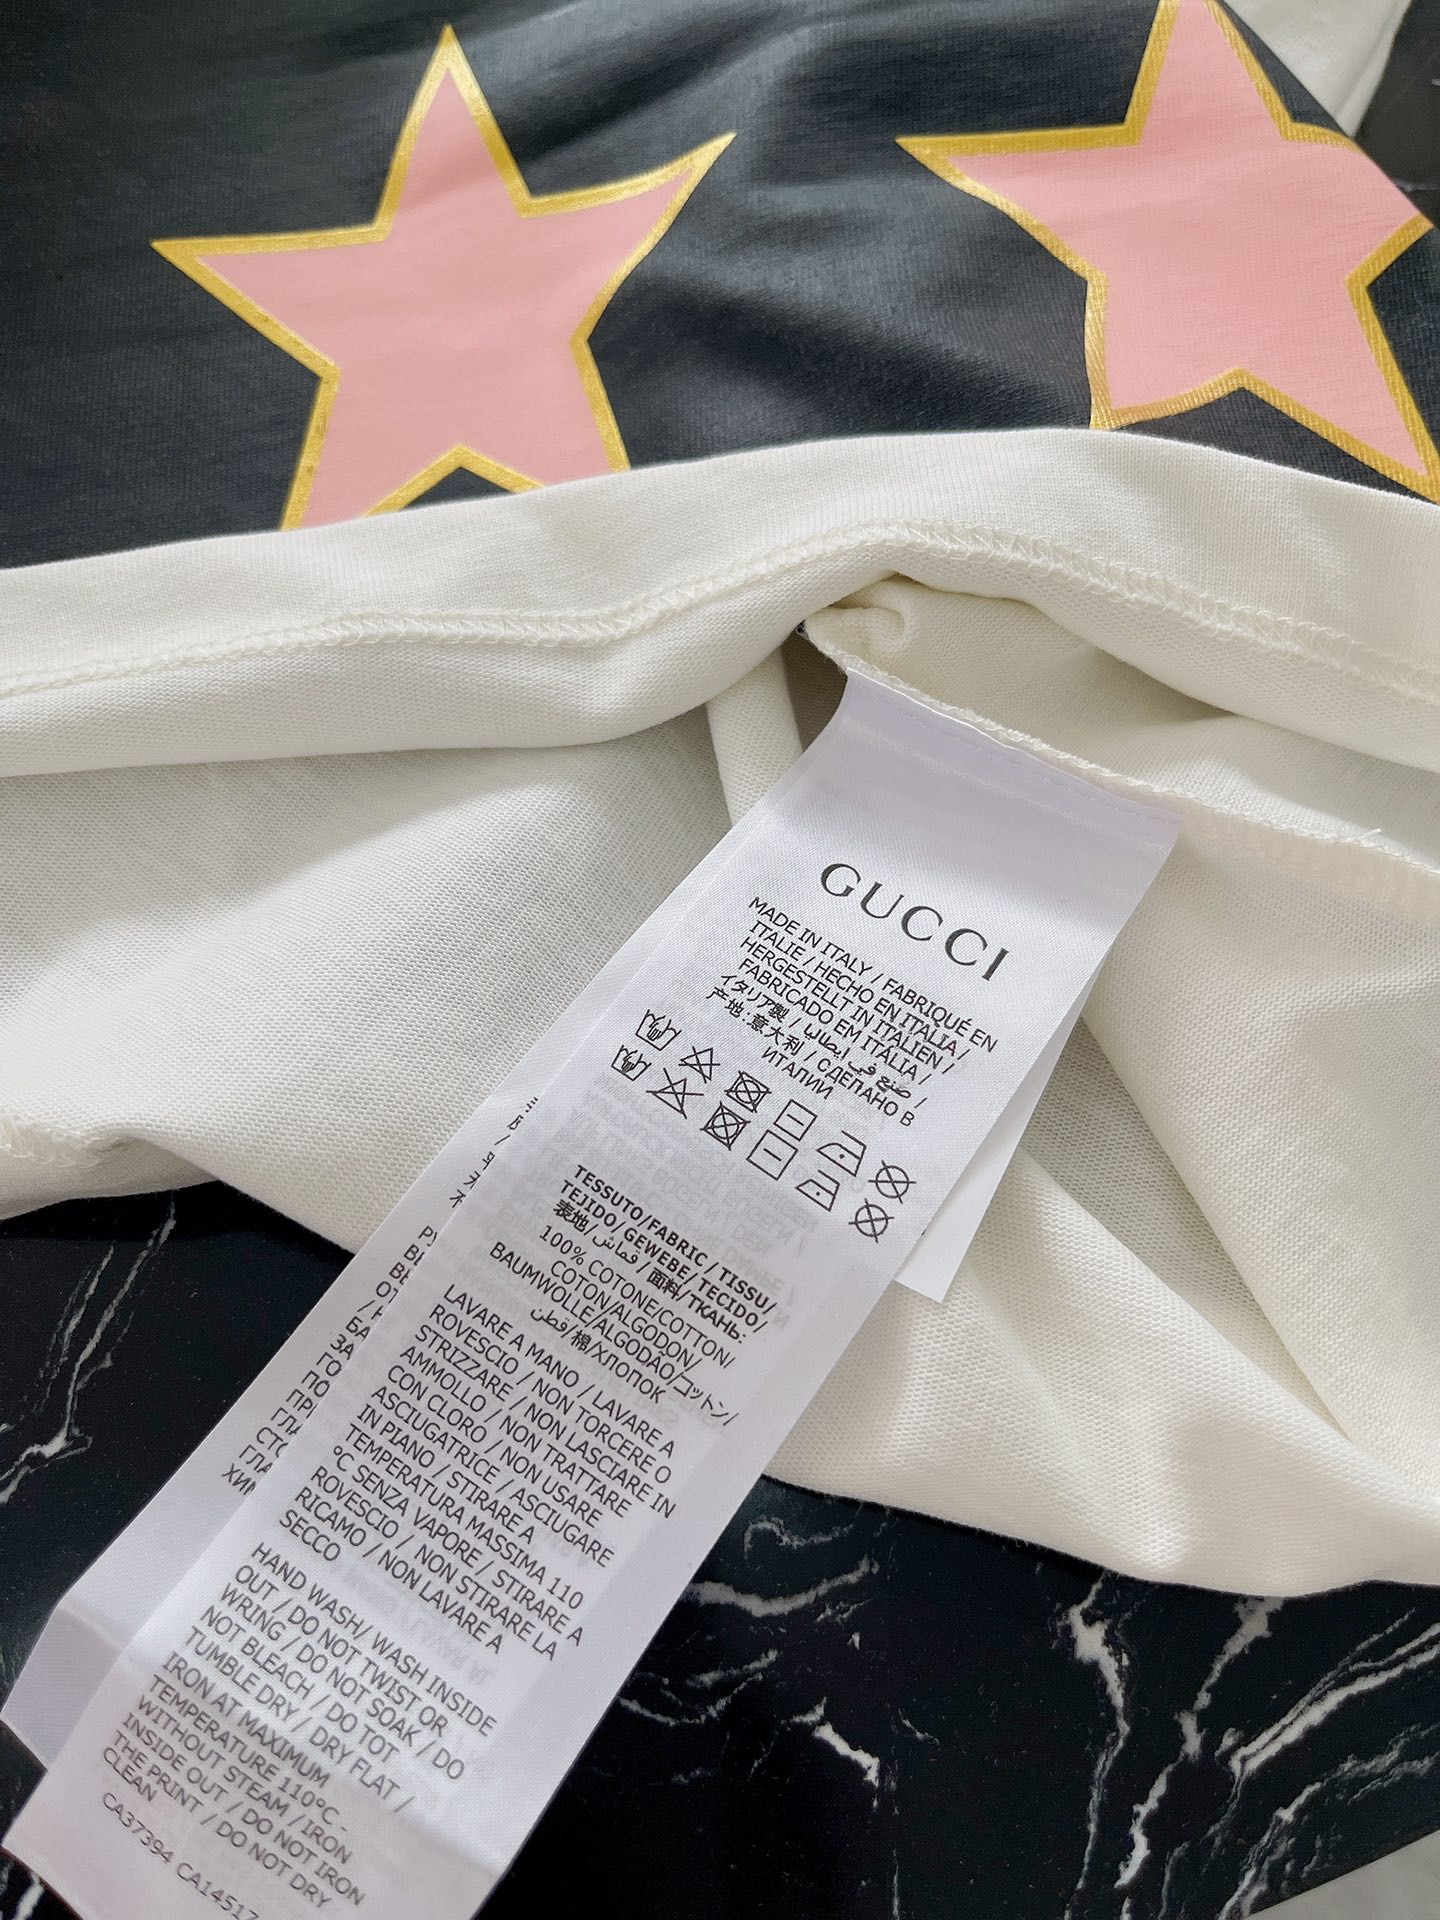 GUCCI
MADE IN ITALY / FABRIQUÉ EN
ITALIE / HECHO EN ITALIA /
HERGESTELLT IN ITALIEN /
FABRICADO EM ITÁLIA /
イタリア製 / صنع في ايطاليا /
产地:意大利 / СДЕЛАНО В
ИТАЛИИ
TESSUTO/FABRIC / TISSU/
TEJIDO/GEWEBE/TECIDO/
表地/قماش/面料/ТКАНЬ:
100% COTONE/COTTON/
COTON/ALGODON/
BAUMWOLLE/ALGODÃO/コットン/
قطن/棉/ХЛОПОК
LAVARE A MANO / LAVARE A
ROVESCIO / NON TORCERE O
STRIZZARE / NON LASCIARE IN
AMMOLLO / NON TRATTARE
CON CLORO / NON USARE
ASCIUGATRICE / ASCIUGARE
IN PIANO / STIRARE A
TEMPERATURA MASSIMA 110
°C SENZA VAPORE / STIRARE A
ROVESCIO / NON STIRARE LA
RICAMO / NON LAVARE A
SECCO
HAND WASH/ WASH INSIDE
OUT / DO NOT TWIST OR
WRING / DO NOT SOAK / DO
NOT BLEACH / DO TOT
TUMBLE DRY / DRY FLAT /
IRON AT MAXIMUM
TEMPERATURE 110°C -
WITHOUT STEAM /IRON
INSIDE OUT / DO NOT IRON
THE PRINT / DO NOT DRY
CLEAN
CA37394 CA14517